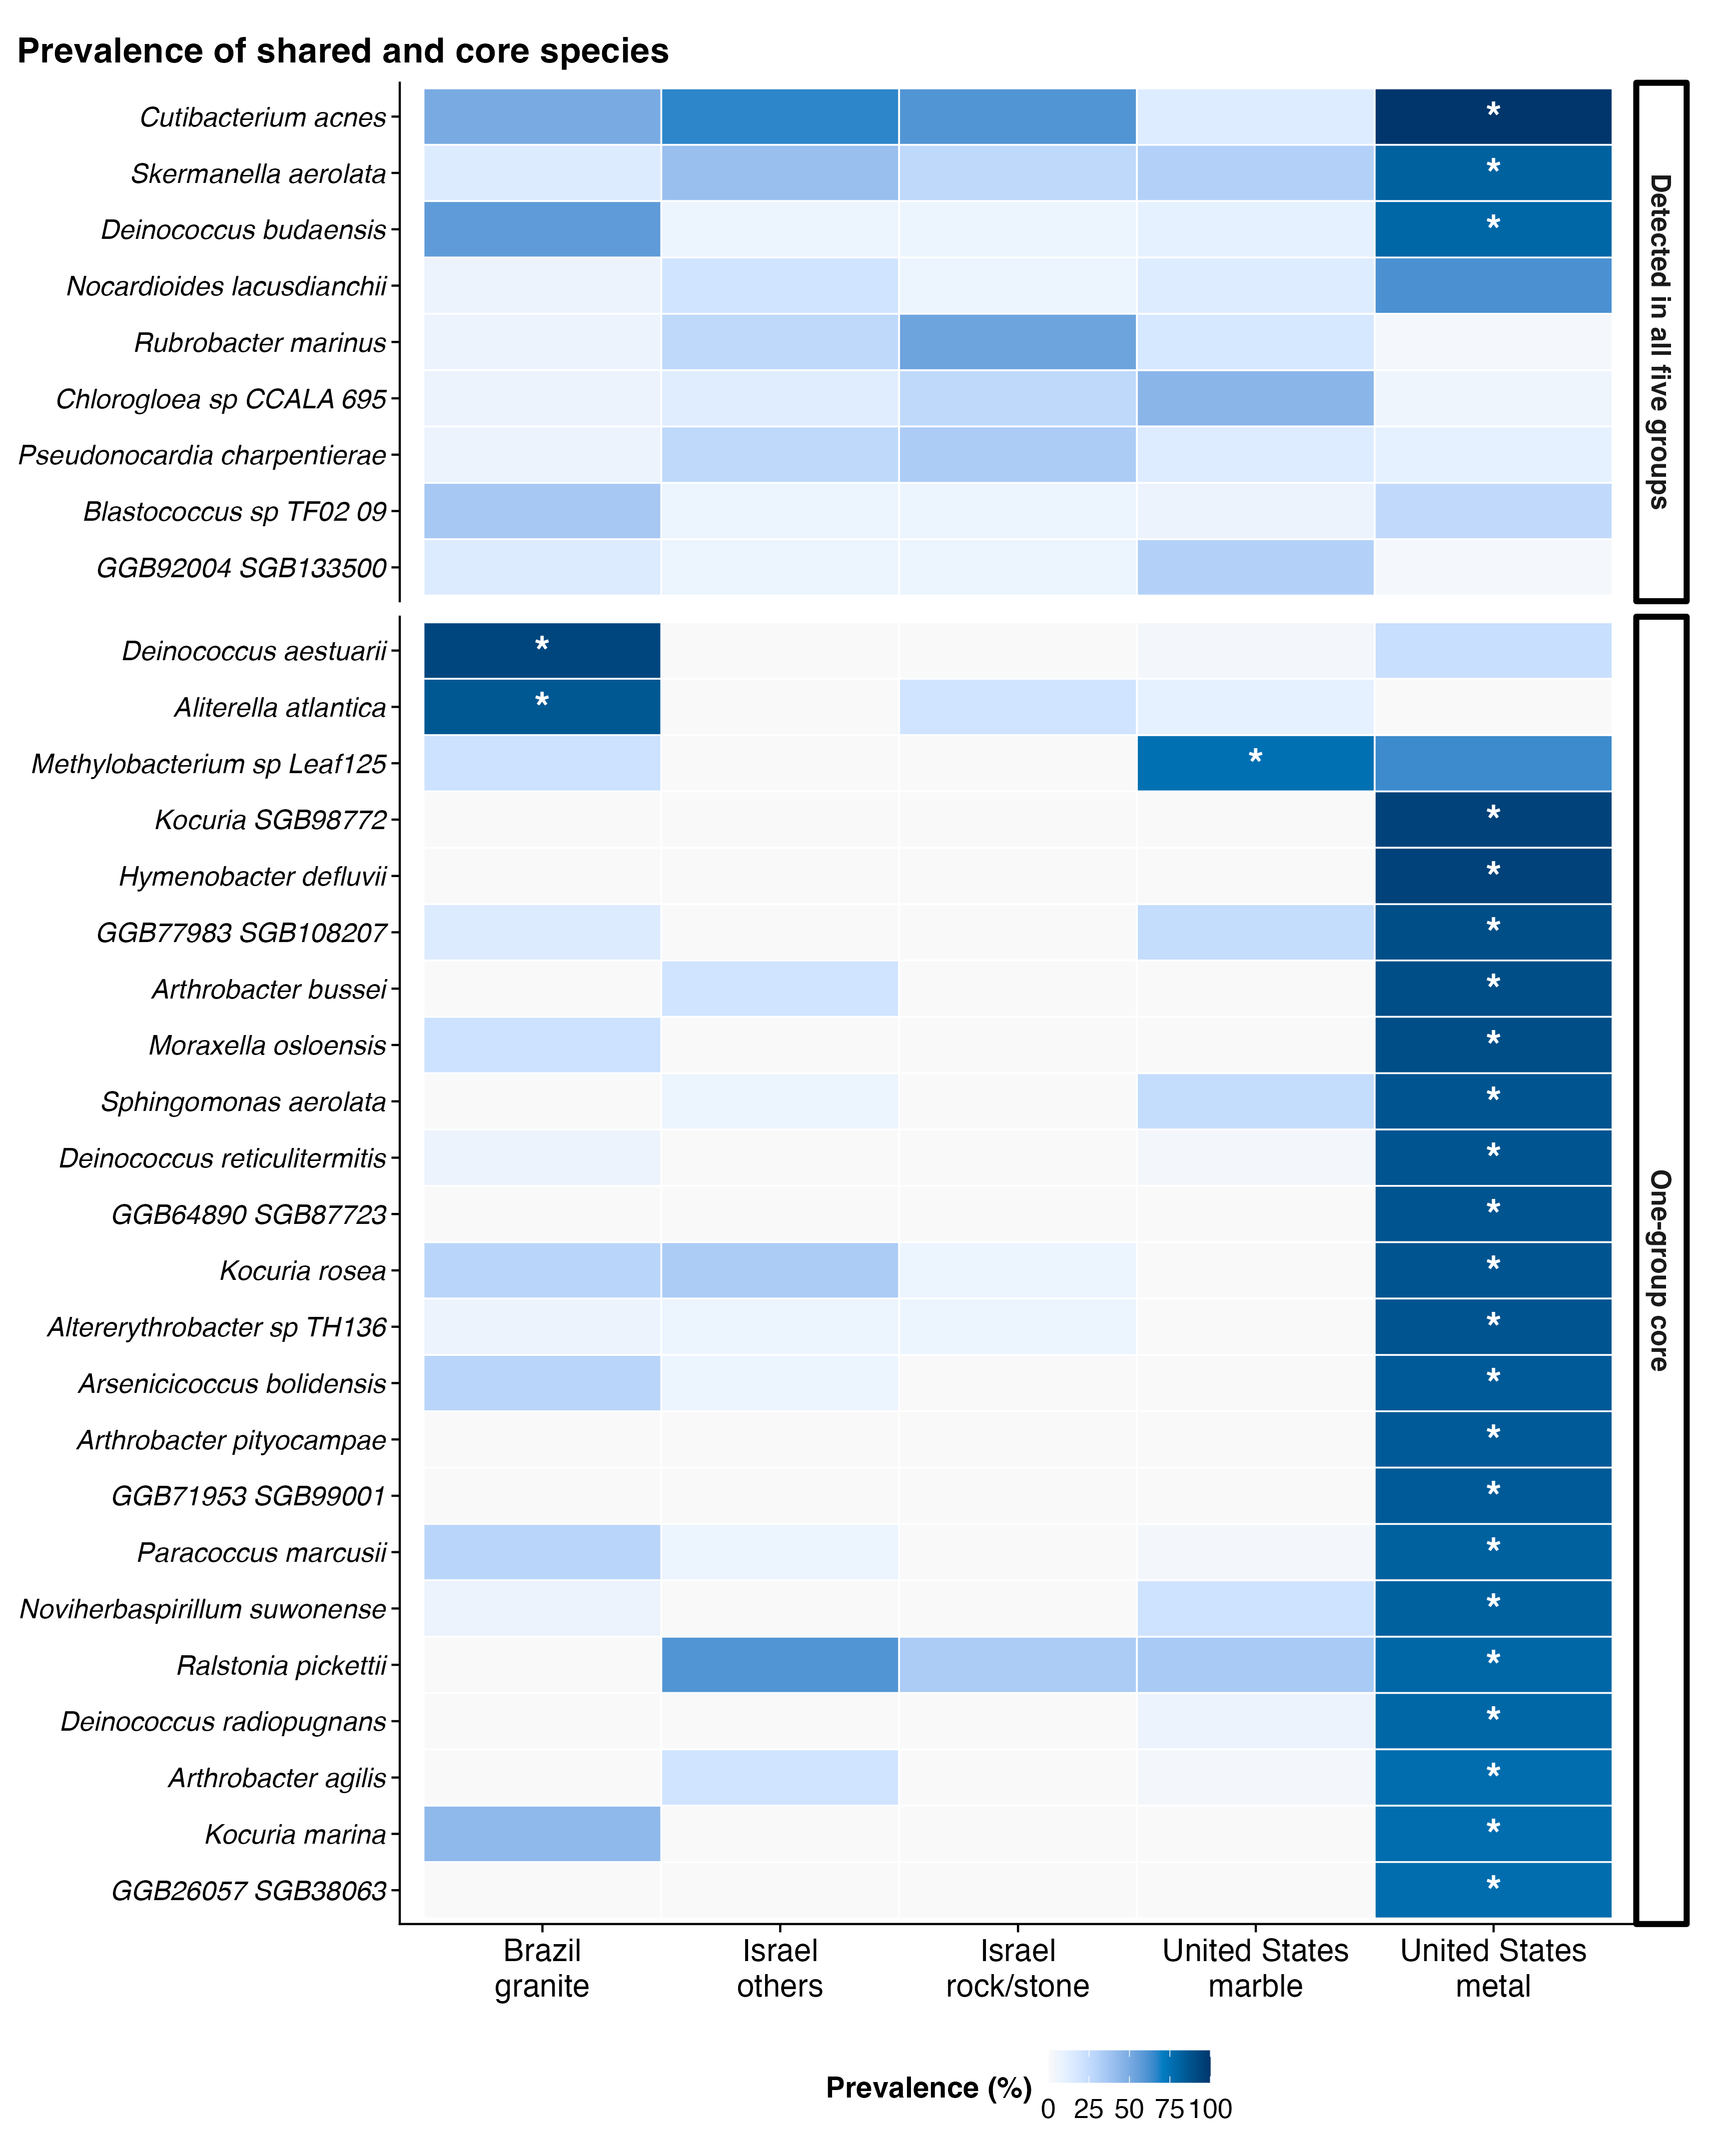 Prevalence of shared and core species
Cutibacterium acnes
*
Skermanella aerolata
*
Deinococcus budaensis
*
Nocardioides lacusdianchii
Rubrobacter marinus
Chlorogloea sp CCALA 695
Pseudonocardia charpentierae
Blastococcus sp TF02 09
GGB92004 SGB133500
Detected in all five groups
Deinococcus aestuarii
*
Aliterella atlantica
*
Methylobacterium sp Leaf125
*
Kocuria SGB98772
*
Hymenobacter defluvii
*
GGB77983 SGB108207
*
Arthrobacter bussei
*
Moraxella osloensis
*
Sphingomonas aerolata
*
Deinococcus reticulitermitis
*
GGB64890 SGB87723
*
Kocuria rosea
*
Altererythrobacter sp TH136
*
Arsenicicoccus bolidensis
*
Arthrobacter pityocampae
*
GGB71953 SGB99001
*
Paracoccus marcusii
*
Noviherbaspirillum suwonense
*
Ralstonia pickettii
*
Deinococcus radiopugnans
*
Arthrobacter agilis
*
Kocuria marina
*
GGB26057 SGB38063
*
One-group core
Brazil
granite
Israel
others
Israel
rock/stone
United States
marble
United States
metal
Prevalence (%)
0 25 50 75 100